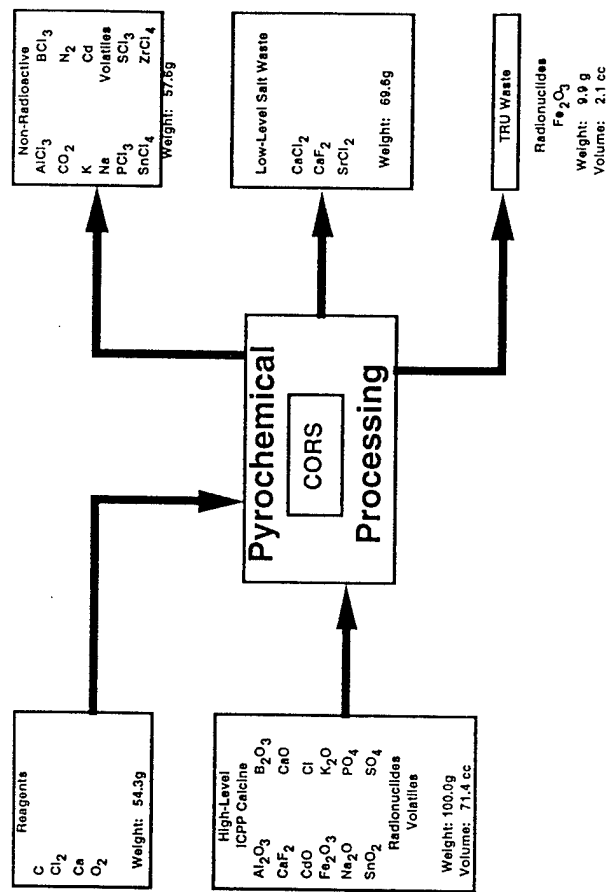 Reagents
C
Cl₂
Ca
O₂
Weight: 54.3g
High-Level
ICPP Calcine
Al₂O₃ B₂O₃
CaF₂ CaO
CdO Cl
Fe₂O₃ K₂O
Na₂O PO₄
SnO₂ SO₄
Radionuclides
Volatiles
Weight: 100.0g
Volume: 71.4 cc
Pyrochemical
CORS
Processing
Non-Radioactive
AlCl₃ BCl₃
CO₂ N₂
K Cd
Na Volatiles
PCl₃ SCl₃
SnCl₄ ZrCl₄
Weight: 57.6g
Low-Level Salt Waste
CaCl₂
CaF₂
SrCl₂
Weight: 69.6g
TRU Waste
Radionuclides
Fe₂O₃
Weight: 9.9 g
Volume: 2.1 cc